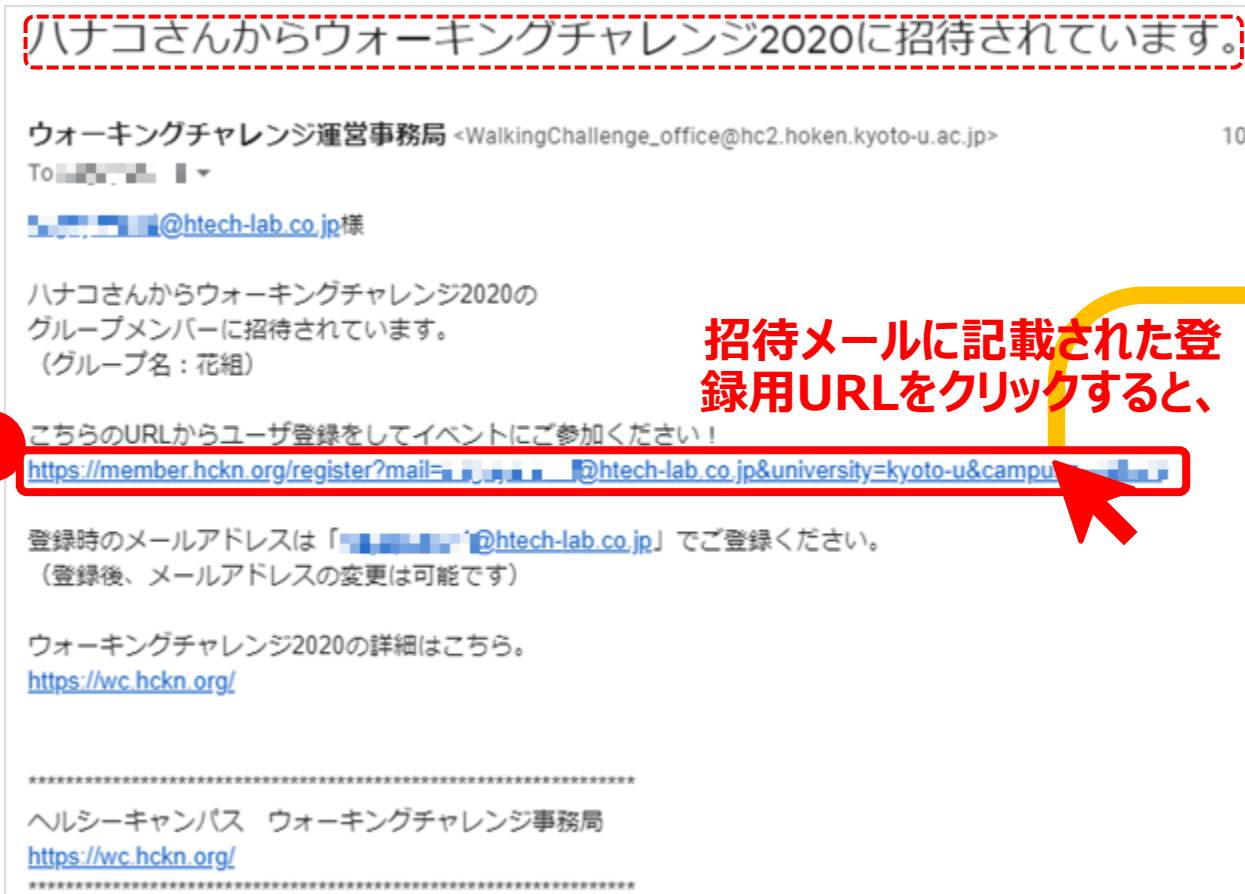 ハナコさんからウォーキングチャレンジ2020に招待されています。
ウォーキングチャレンジ運営事務局 <WalkingChallenge_office@hc2.hoken.kyoto-u.ac.jp>
10
To
@htech-lab.co.jp様
ハナコさんからウォーキングチャレンジ2020の
グループメンバーに招待されています。
（グループ名：花組）
招待メールに記載された登
録用URLをクリックすると、
こちらのURLからユーザ登録をしてイベントにご参加ください！
https://member.hckn.org/register?mail= @htech-lab.co.jp&university=kyoto-u&campus=
登録時のメールアドレスは「 @htech-lab.co.jp」でご登録ください。
（登録後、メールアドレスの変更は可能です）
ウォーキングチャレンジ2020の詳細はこちら。
https://wc.hckn.org/
******************************************************************
ヘルシーキャンパス　ウォーキングチャレンジ事務局
https://wc.hckn.org/
******************************************************************